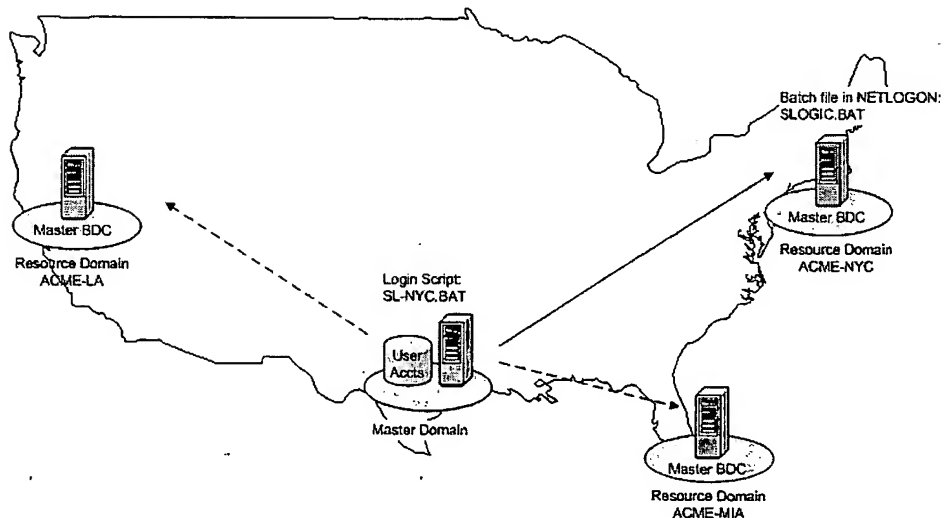 Batch file in NETLOGON:
SLOGIC.BAT
Master BDC
Resource Domain
ACME-LA
Master BDC
Resource Domain
ACME-NYC
Login Script:
SL-NYC.BAT
User
Accts
Master Domain
Master BDC
Resource Domain
ACME-MIA